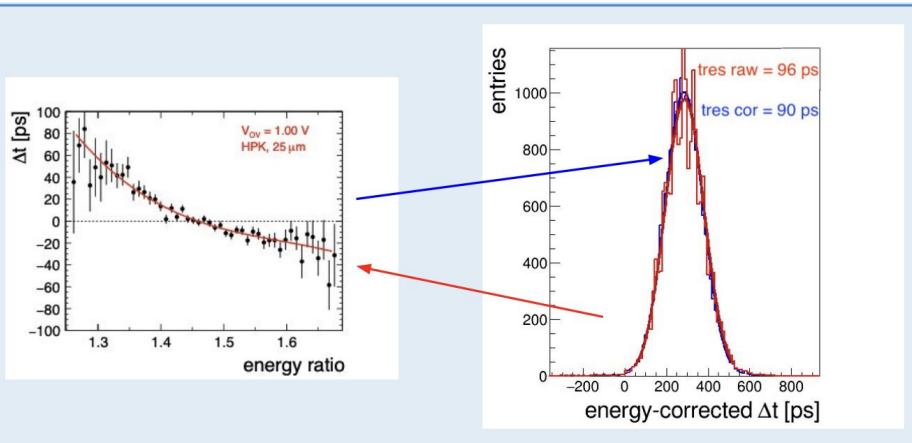 Δt [ps]
100
80
60
40
20
0
−20
−40
−60
−80
−100
V_OV = 1.00 V
HPK, 25 μm
1.3 1.4 1.5 1.6
energy ratio
entries
1000
800
600
400
200
0
tres raw = 96 ps
tres cor = 90 ps
−200 0 200 400 600 800
energy-corrected Δt [ps]